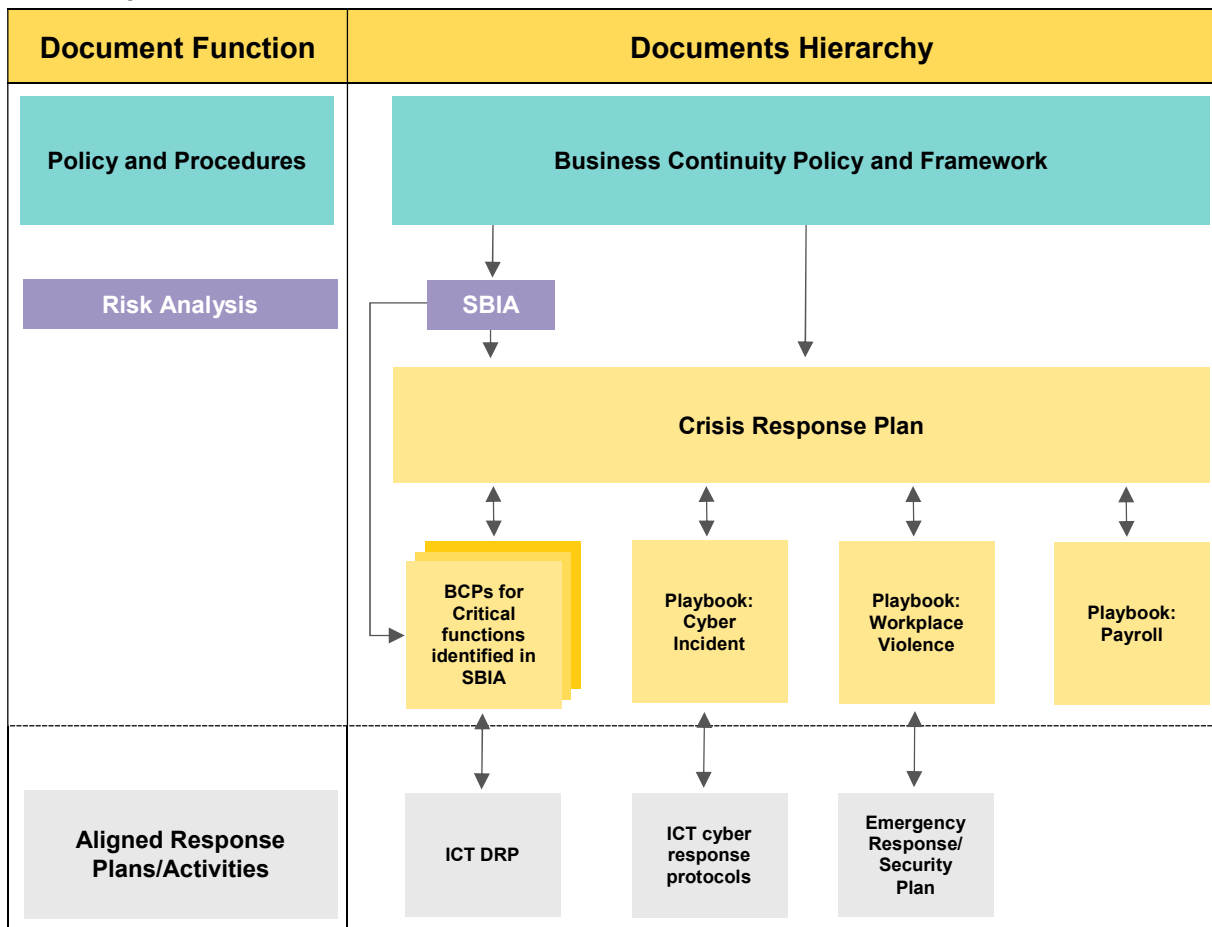 Document Function
Documents Hierarchy
Policy and Procedures
Business Continuity Policy and Framework
Risk Analysis
SBIA
Crisis Response Plan
BCPs for
Critical
functions
identified in
SBIA
Playbook:
Cyber
Incident
Playbook:
Workplace
Violence
Playbook:
Payroll
Aligned Response
Plans/Activities
ICT DRP
ICT cyber
response
protocols
Emergency
Response/
Security
Plan